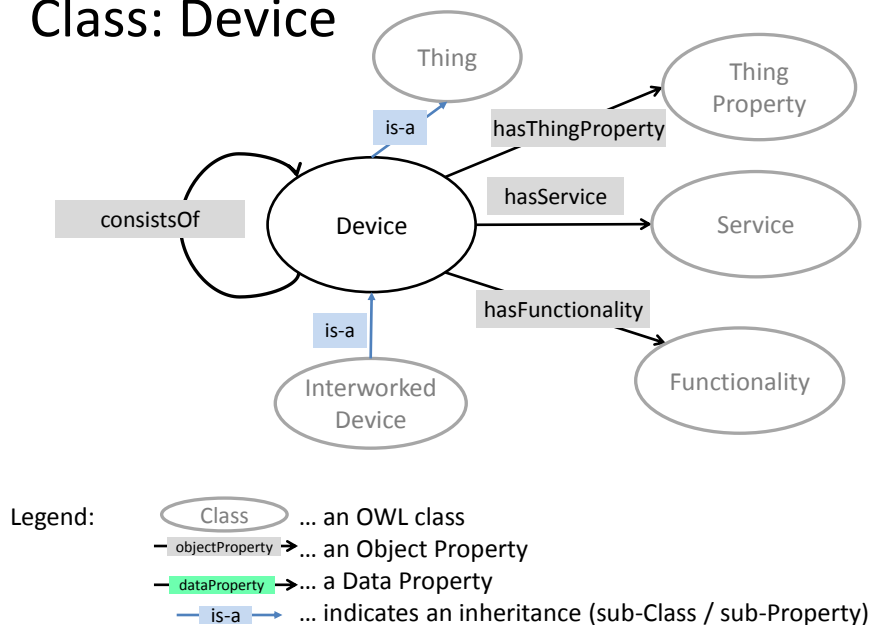 Class: Device
Thing
Thing
Property
is-a
hasThingProperty
hasService
consistsOf
Device
Service
hasFunctionality
is-a
Interworked
Device
Functionality
Legend:
Class ... an OWL class
objectProperty ... an Object Property
dataProperty ... a Data Property
is-a ... indicates an inheritance (sub-Class / sub-Property)